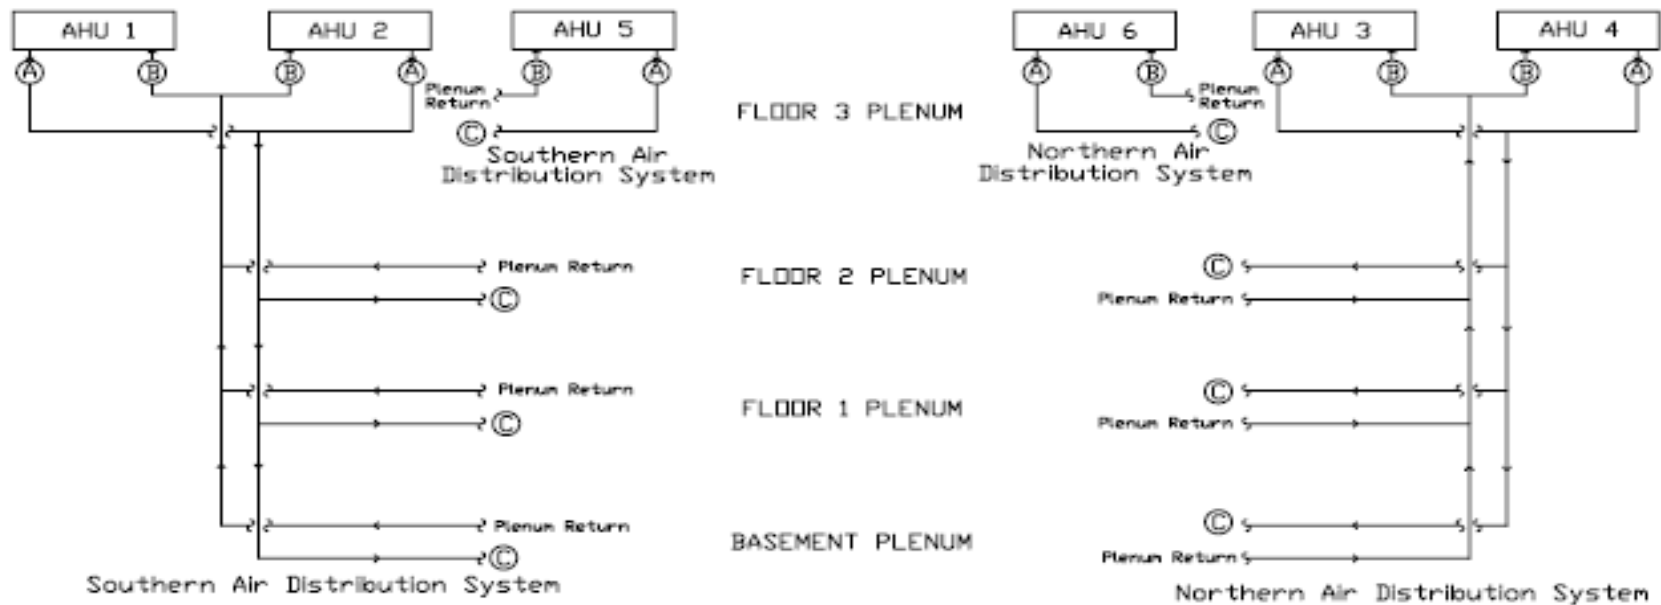 AHU 1
AHU 2
AHU 5
AHU 6
AHU 3
AHU 4
A
B
B
A
B
A
A
B
A
B
B
A
Plenum
Return
C
Southern Air
Distribution System
FLOOR 3 PLENUM
Plenum
Return
C
Northern Air
Distribution System
Plenum Return
C
FLOOR 2 PLENUM
C
Plenum Return
Plenum Return
C
FLOOR 1 PLENUM
C
Plenum Return
Plenum Return
C
BASEMENT PLENUM
C
Plenum Return
Southern Air Distribution System
Northern Air Distribution System